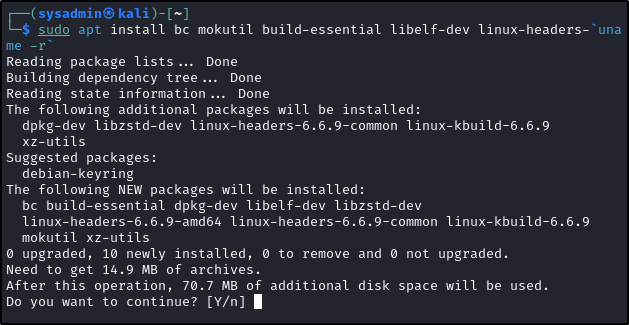 ┌──(sysadmin㉿kali)-[~]
└─$ sudo apt install bc mokutil build-essential libelf-dev linux-headers-`una
me -r`
Reading package lists... Done
Building dependency tree... Done
Reading state information... Done
The following additional packages will be installed:
  dpkg-dev libzstd-dev linux-headers-6.6.9-common linux-kbuild-6.6.9
  xz-utils
Suggested packages:
  debian-keyring
The following NEW packages will be installed:
  bc build-essential dpkg-dev libelf-dev libzstd-dev
  linux-headers-6.6.9-amd64 linux-headers-6.6.9-common linux-kbuild-6.6.9
  mokutil xz-utils
0 upgraded, 10 newly installed, 0 to remove and 0 not upgraded.
Need to get 14.9 MB of archives.
After this operation, 70.7 MB of additional disk space will be used.
Do you want to continue? [Y/n]